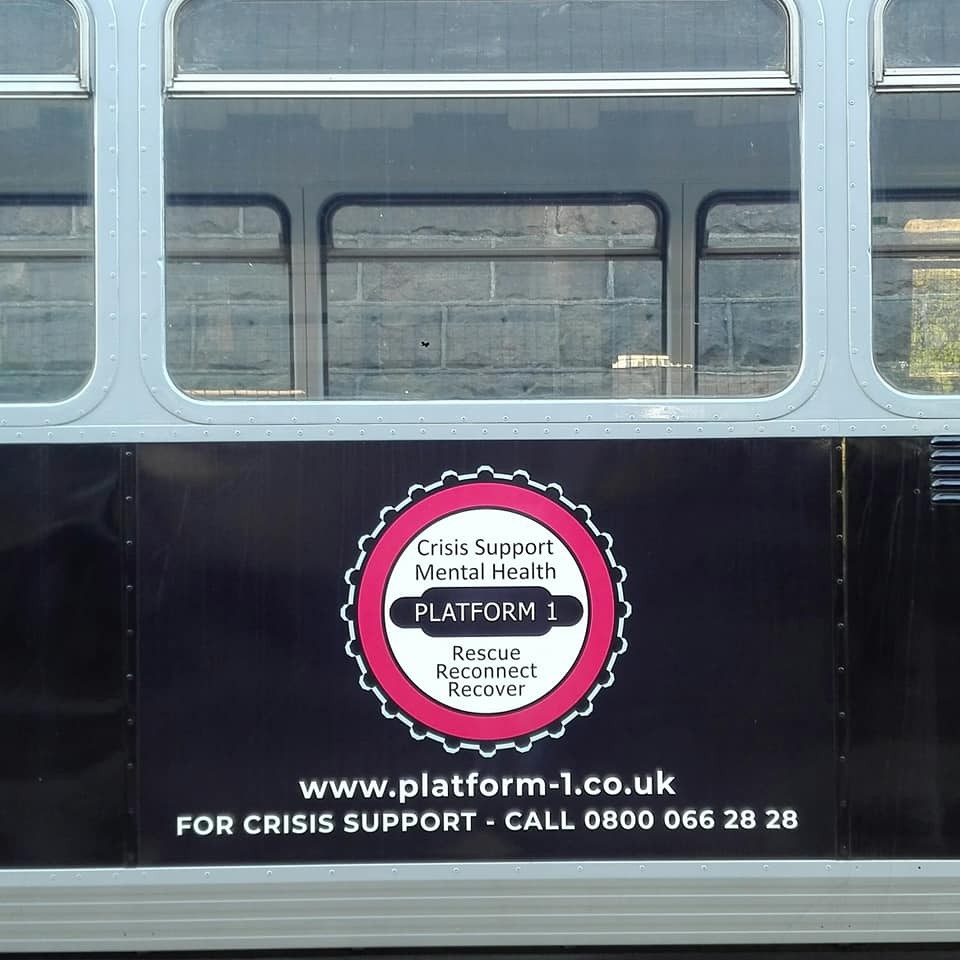 Crisis Support
Mental Health
PLATFORM 1
Rescue
Reconnect
Recover
www.platform-1.co.uk
FOR CRISIS SUPPORT - CALL 0800 066 28 28